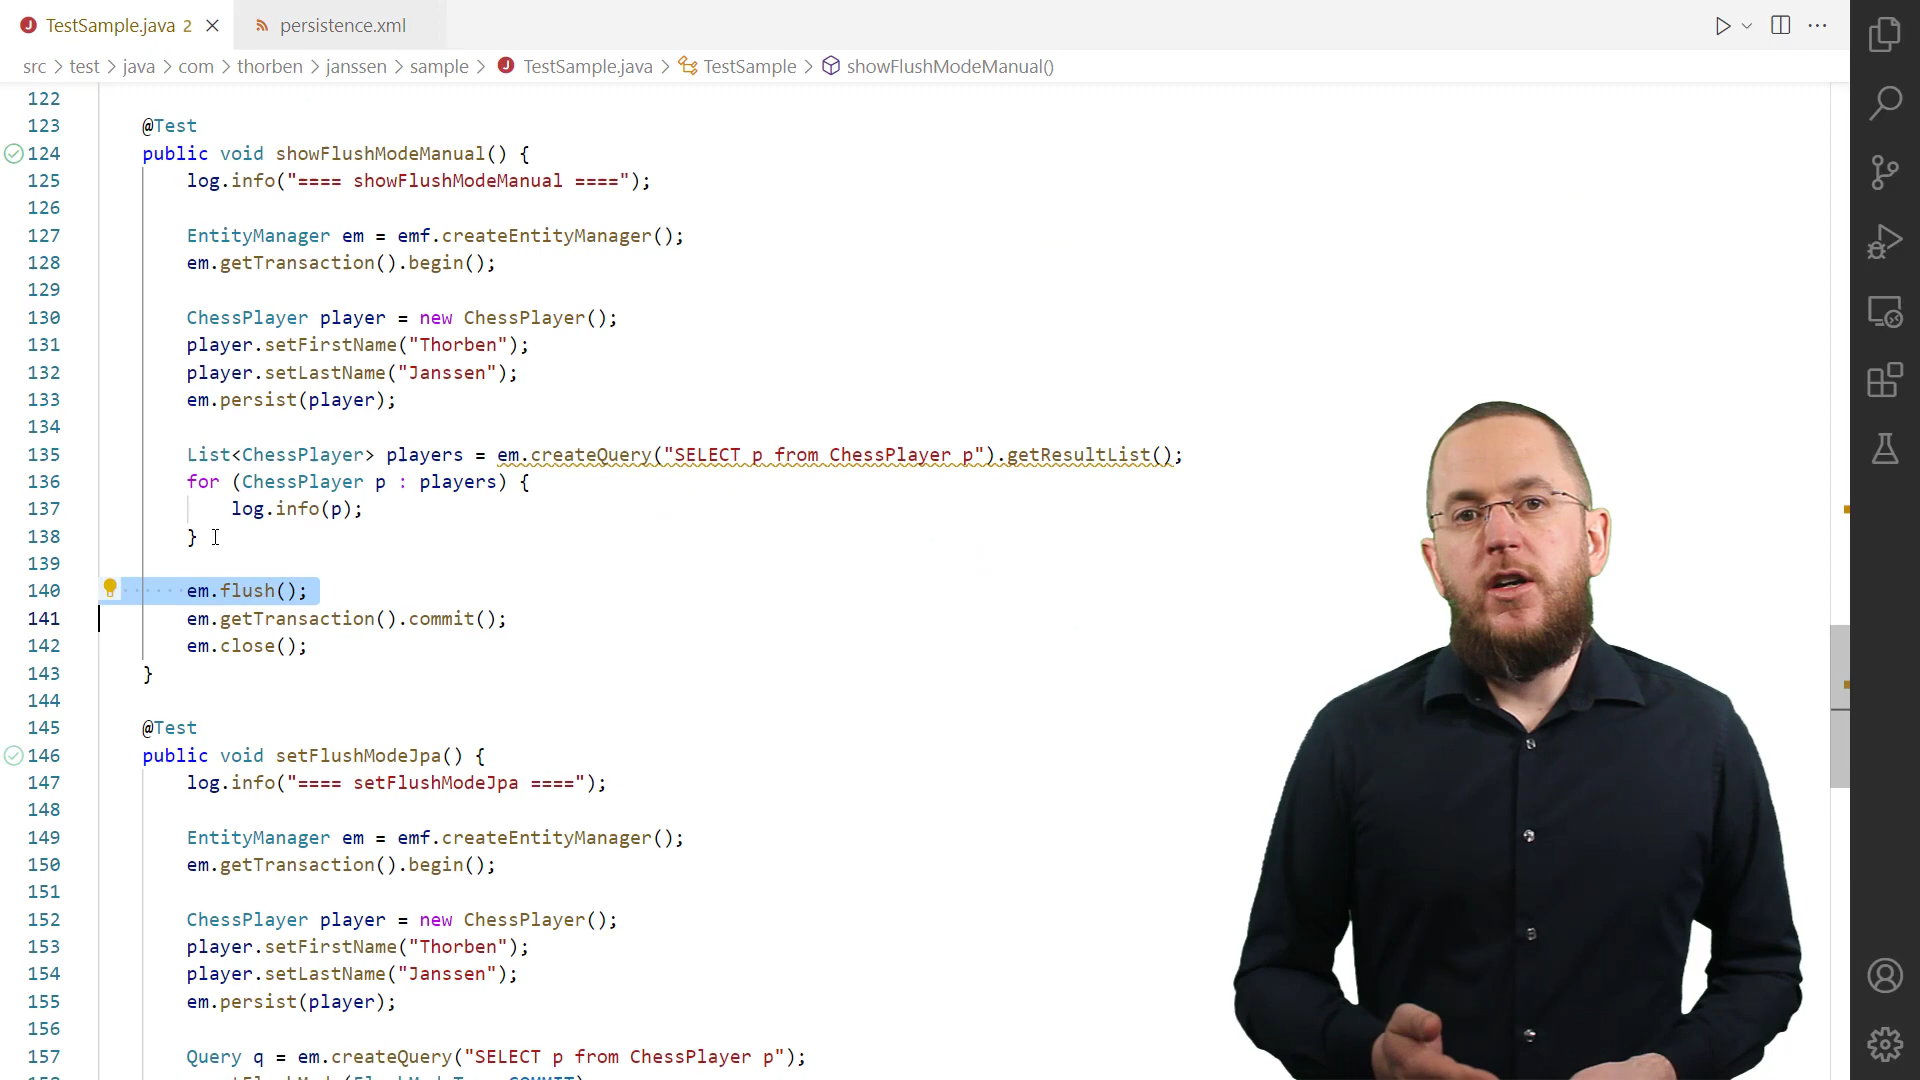 TestSample.java 2
persistence.xml
src > test > java > com > thorben > janssen > sample > TestSample.java > TestSample > showFlushModeManual()
122
123 @Test
124 public void showFlushModeManual() {
125 log.info("==== showFlushModeManual ====");
126
127 EntityManager em = emf.createEntityManager();
128 em.getTransaction().begin();
129
130 ChessPlayer player = new ChessPlayer();
131 player.setFirstName("Thorben");
132 player.setLastName("Janssen");
133 em.persist(player);
134
135 List<ChessPlayer> players = em.createQuery("SELECT p from ChessPlayer p").getResultList();
136 for (ChessPlayer p : players) {
137 log.info(p);
138 }
139
140 em.flush();
141 em.getTransaction().commit();
142 em.close();
143 }
144
145 @Test
146 public void setFlushModeJpa() {
147 log.info("==== setFlushModeJpa ====");
148
149 EntityManager em = emf.createEntityManager();
150 em.getTransaction().begin();
151
152 ChessPlayer player = new ChessPlayer();
153 player.setFirstName("Thorben");
154 player.setLastName("Janssen");
155 em.persist(player);
156
157 Query q = em.createQuery("SELECT p from ChessPlayer p");